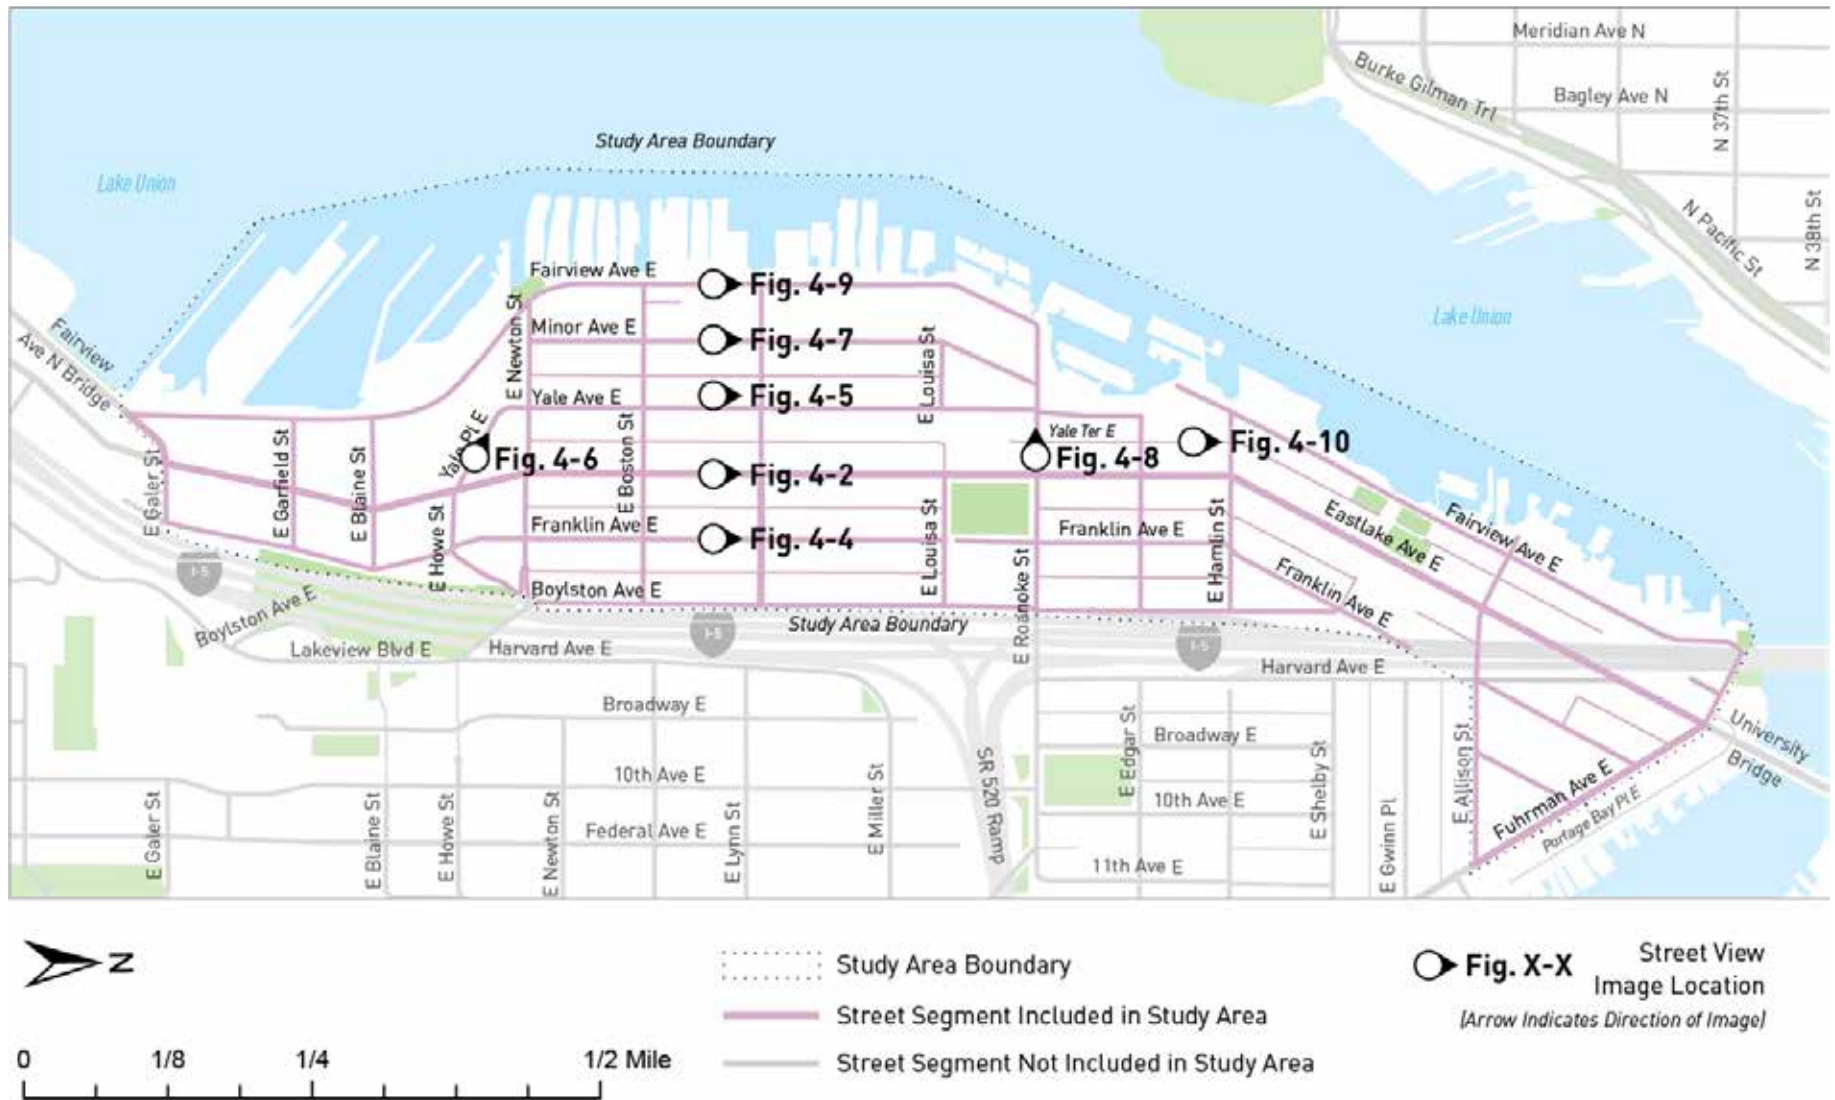 Meridian Ave N
Burke Gilman Trl
Bagley Ave N
N 37th St
Study Area Boundary
Lake Union
N Pacific St
N 38th St
Lake Union
Fairview Ave E
Fig. 4-9
E Newton St
Minor Ave E
Fig. 4-7
E Louisa St
Fairview
Ave N Bridge
Yale Ave E
Fig. 4-5
Yale Pl E
Fig. 4-6
E Boston St
Fig. 4-2
Yale Ter E
Fig. 4-8
Fig. 4-10
E Galer St
E Garfield St
E Blaine St
E Howe St
Franklin Ave E
Fig. 4-4
E Louisa St
Franklin Ave E
E Hamlin St
Eastlake Ave E
Fairview Ave E
I-5
Boylston Ave E
Boylston Ave E
I-5
Study Area Boundary
E Roanoke St
I-5
Franklin Ave E
Lakeview Blvd E
Harvard Ave E
Harvard Ave E
Broadway E
E Edgar St
Broadway E
E Shelby St
E Allison St
University
Bridge
10th Ave E
SR 520 Ramp
10th Ave E
Fuhrman Ave E
Portage Bay Pl E
E Galer St
E Blaine St
E Howe St
E Newton St
Federal Ave E
E Lynn St
E Miller St
11th Ave E
E Gwinn Pl
N
Study Area Boundary
Street Segment Included in Study Area
Street Segment Not Included in Study Area
Fig. X-X
Street View
Image Location
(Arrow Indicates Direction of Image)
0 1/8 1/4 1/2 Mile